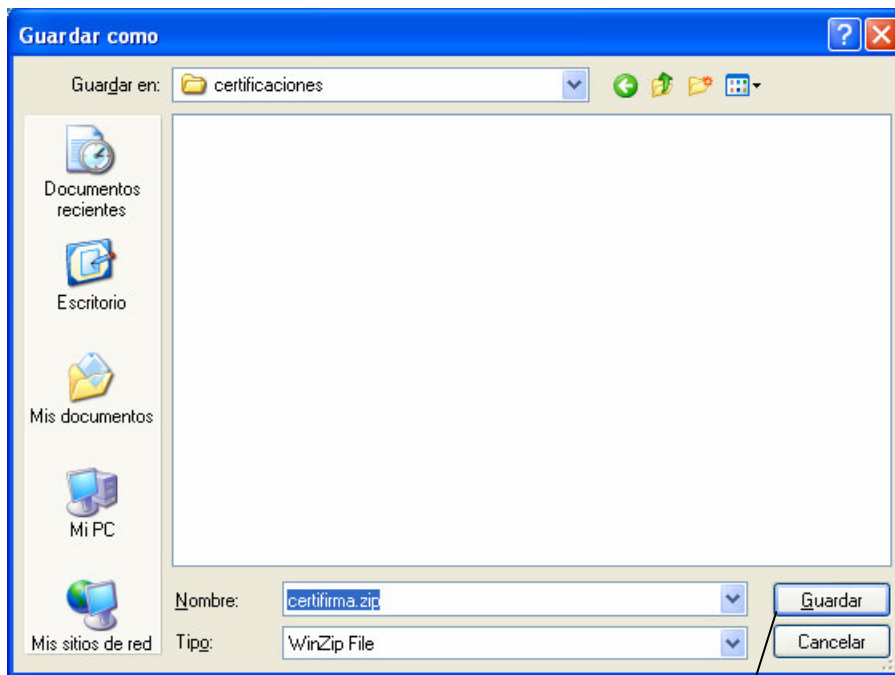 Guardar como
Guardar en:
certificaciones
Documentos
recientes
Escritorio
Mis documentos
Mi PC
Mis sitios de red
Nombre:
certifirma.zip
Guardar
Tipo:
WinZip File
Cancelar